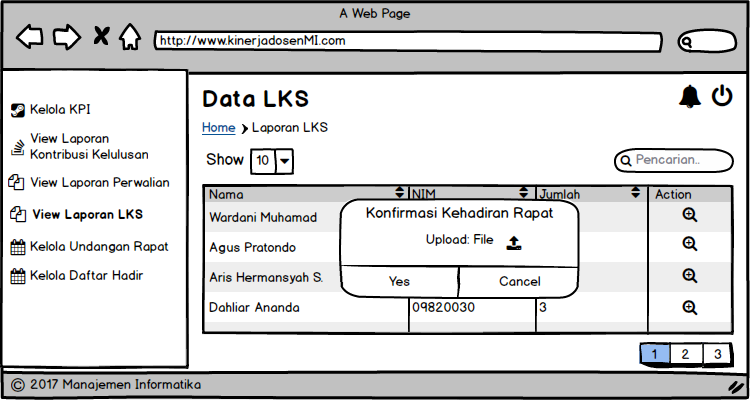 A Web Page
http://www.kinerjadosenMI.com
Kelola KPI
View Laporan
Kontribusi Kelulusan
View Laporan Perwalian
View Laporan LKS
Kelola Undangan Rapat
Kelola Daftar Hadir
Data LKS
Home Laporan LKS
Show 10 Pencarian..
Nama NIM Jumlah Action
Wardani Muhamad
Agus Pratondo
Aris Hermansyah S.
Dahliar Ananda 09820030 3
Konfirmasi Kehadiran Rapat
Upload: File
Yes Cancel
1 2 3
© 2017 Manajemen Informatika